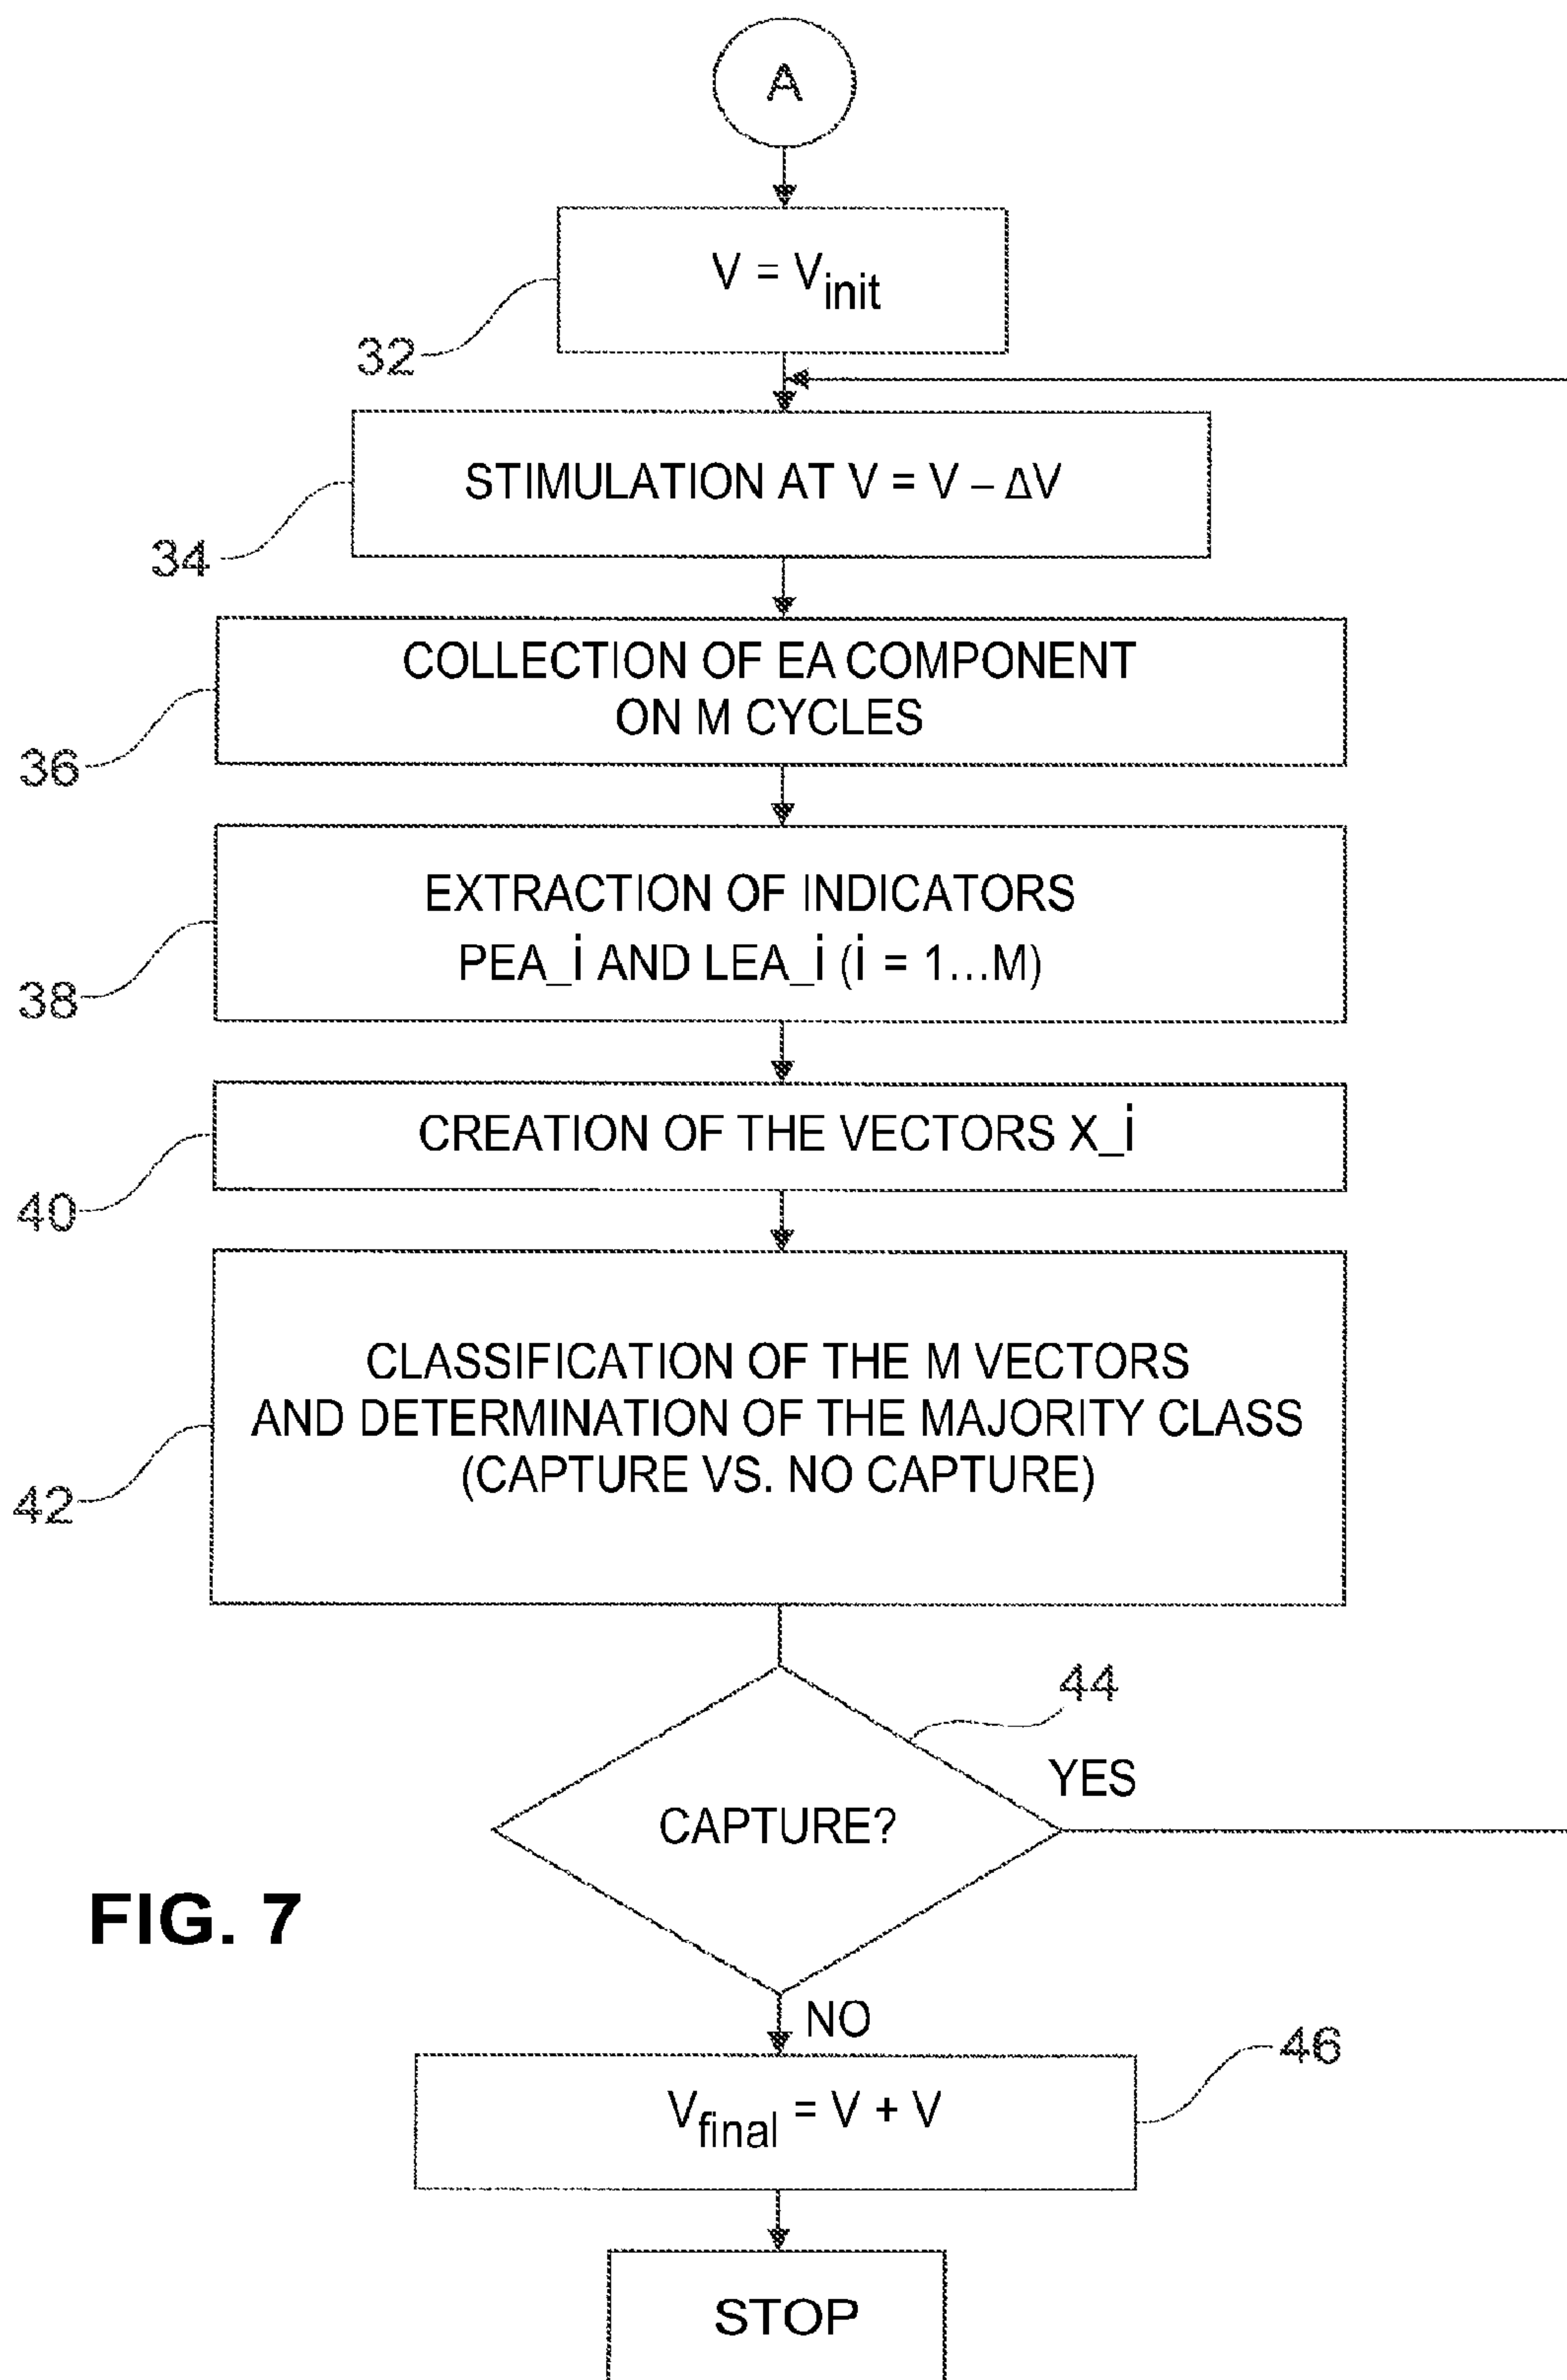 A
V = Vinit
32
STIMULATION AT V = V – ΔV
34
COLLECTION OF EA COMPONENT
ON M CYCLES
36
EXTRACTION OF INDICATORS
PEA_i AND LEA_i (i = 1...M)
38
CREATION OF THE VECTORS X_i
40
CLASSIFICATION OF THE M VECTORS
AND DETERMINATION OF THE MAJORITY CLASS
(CAPTURE VS. NO CAPTURE)
42
44
YES
CAPTURE?
FIG. 7
NO
46
Vfinal = V + V
STOP